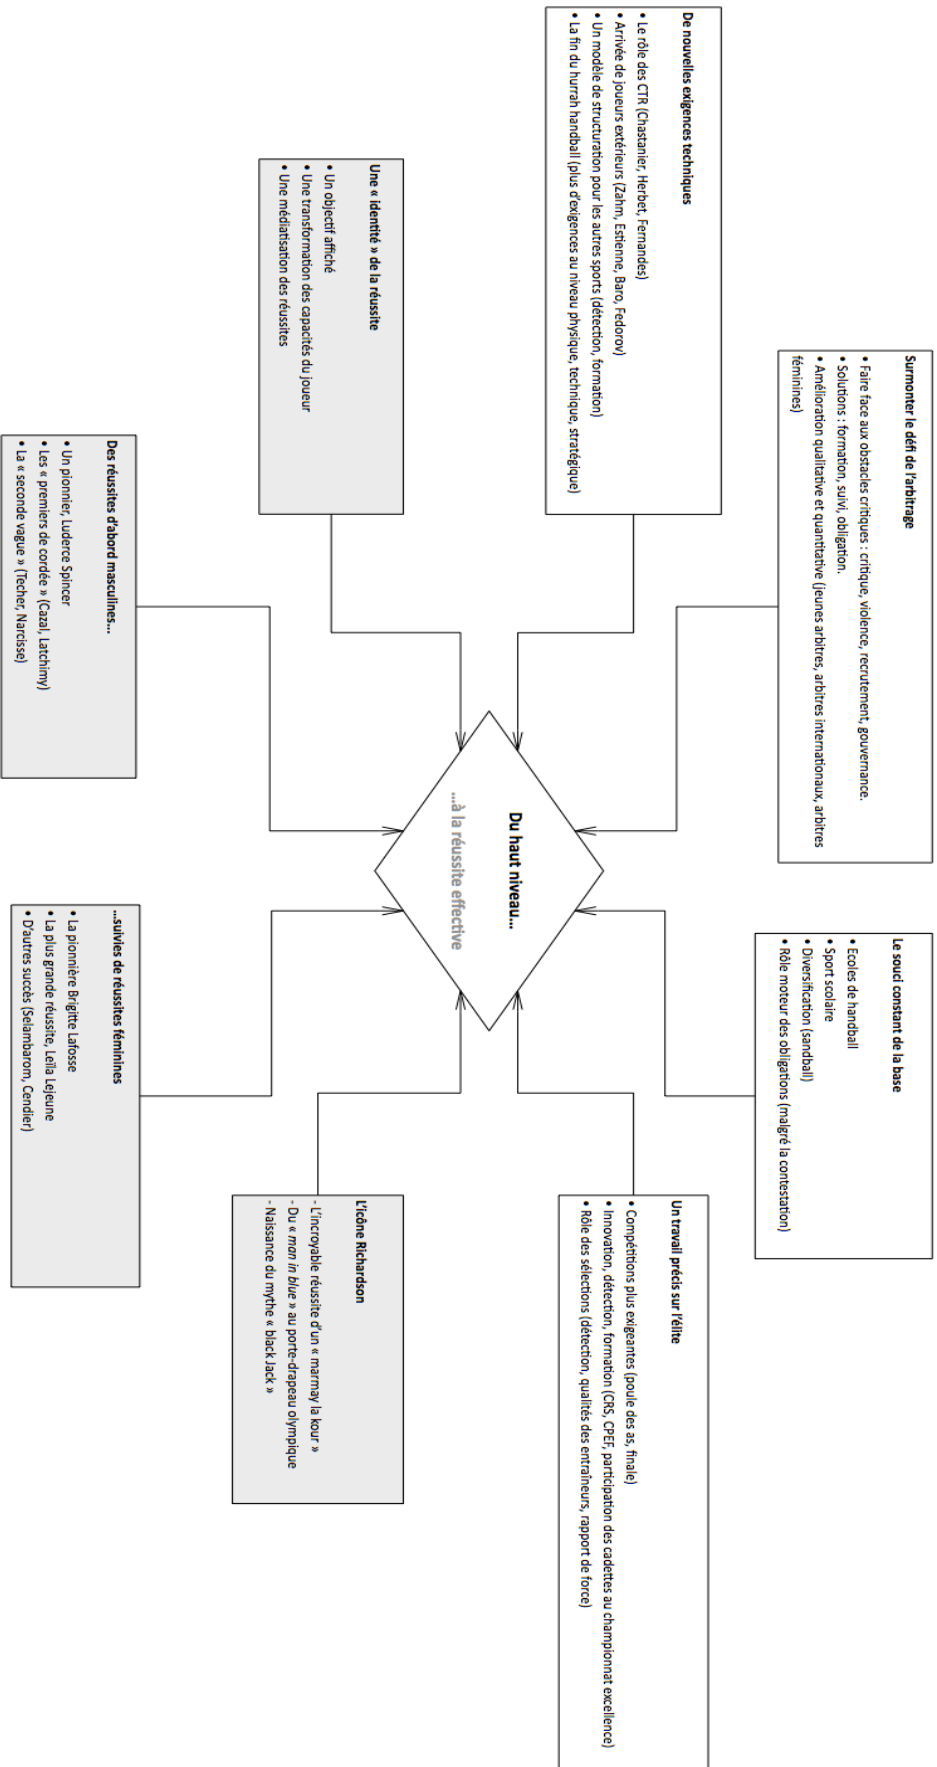 De nouvelles exigences techniques
• Le rôle des CTR (Chastanier, Herbet, Fernandes)
• Arrivée de joueurs extérieurs (Zahm, Estienne, Baro, Fedorov)
• Un modèle de structuration pour les autres sports (détection, formation)
• La fin du hurrah handball (plus d'exigences au niveau physique, technique, stratégique)
Surmonter le défi de l'arbitrage
• Faire face aux obstacles critiques : critique, violence, recrutement, gouvernance.
• Solutions : formation, suivi, obligation.
• Amélioration qualitative et quantitative (jeunes arbitres, arbitres internationaux, arbitres
féminines)
Le souci constant de la base
• Ecoles de handball
• Sport scolaire
• Diversification (sandball)
• Rôle moteur des obligations (malgré la contestation)
Un travail précis sur l'élite
• Compétitions plus exigeantes (poule des as, finale)
• Innovation, détection, formation (CRS, CPEF, participation des cadettes au championnat excellence)
• Rôle des sélections (détection, qualités des entraîneurs, rapport de force)
Du haut niveau...
...à la réussite effective
Une « identité » de la réussite
• Un objectif affiché
• Une transformation des capacités du joueur
• Une médiatisation des réussites
Des réussites d'abord masculines...
• Un pionnier, Luderce Spincer
• Les « premiers de cordée » (Cazal, Latchimy)
• La « seconde vague » (Techer, Narcisse)
...suivies de réussites féminines
• La pionnière Brigitte Lafosse
• La plus grande réussite, Leïla Lejeune
• D'autres succès (Selambarom, Cendier)
L'icône Richardson
- L'incroyable réussite d'un « marmay la kour »
- Du « man in blue » au porte-drapeau olympique
- Naissance du mythe « black Jack »